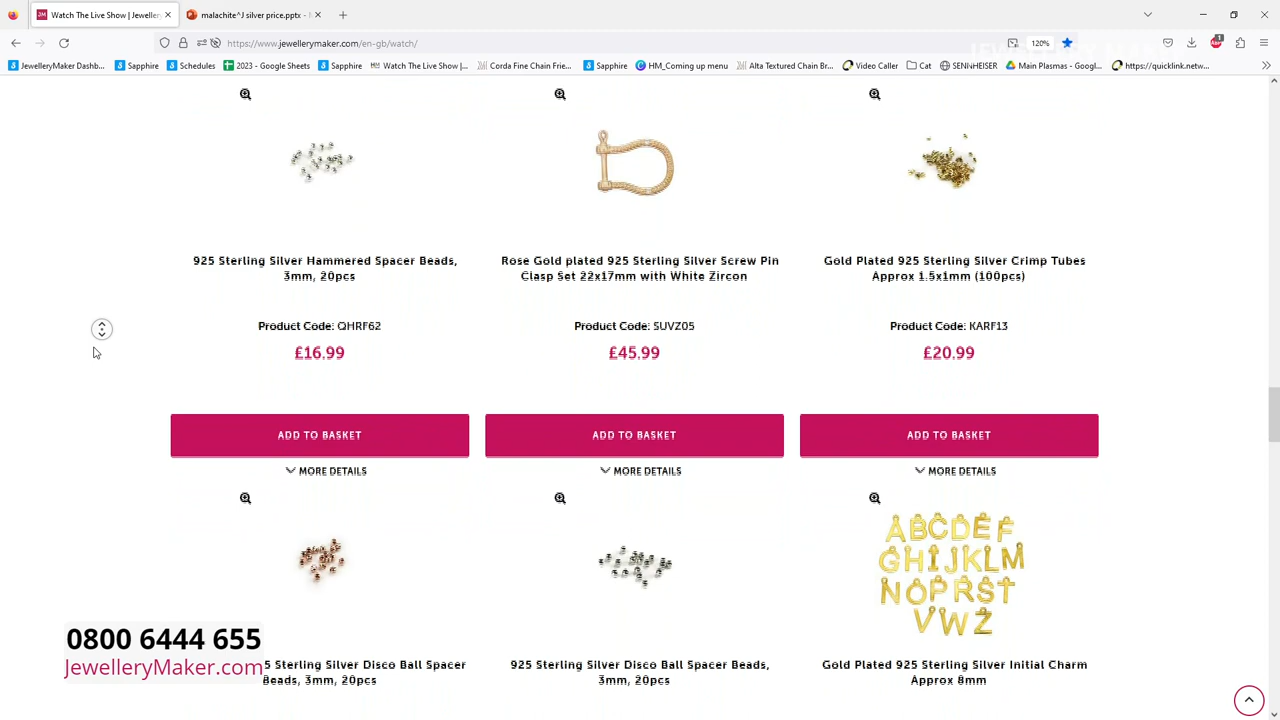 Watch The Live Show | Jeweller
malachite^J silver price.pptx -
https://www.jewellerymaker.com/en-gb/watch/
120%
1
JewelleryMaker Dashb...
Sapphire
Schedules
2023 - Google Sheets
Sapphire
Watch The Live Show |...
Corda Fine Chain Frie...
Sapphire
HM_Coming up menu
Alta Textured Chain Br...
Video Caller
Cat
SENNHEISER
Main Plasmas - Googl...
https://quicklink.netw...
925 Sterling Silver Hammered Spacer Beads,
3mm, 20pcs
Product Code: QHRF62
£16.99
ADD TO BASKET
MORE DETAILS
Rose Gold plated 925 Sterling Silver Screw Pin
Clasp Set 22x17mm with White Zircon
Product Code: SUVZ05
£45.99
ADD TO BASKET
MORE DETAILS
Gold Plated 925 Sterling Silver Crimp Tubes
Approx 1.5x1mm (100pcs)
Product Code: KARF13
£20.99
ADD TO BASKET
MORE DETAILS
5 Sterling Silver Disco Ball Spacer
Beads, 3mm, 20pcs
925 Sterling Silver Disco Ball Spacer Beads,
3mm, 20pcs
ABCDEF
GHIJKLM
NOPRST
VWZ
Gold Plated 925 Sterling Silver Initial Charm
Approx 8mm
0800 6444 655
JewelleryMaker.com